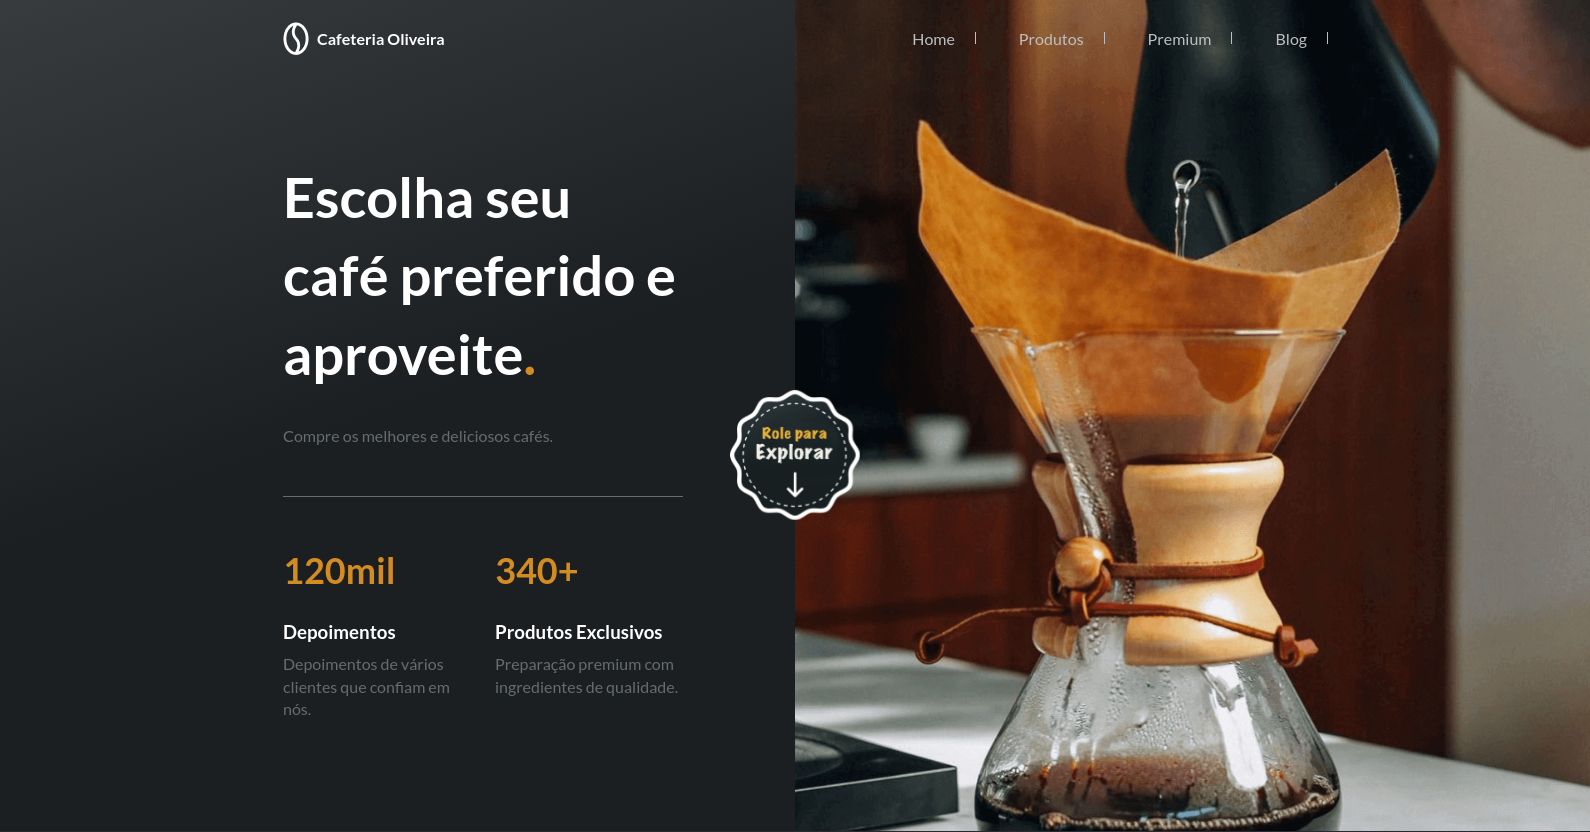 Cafeteria Oliveira
Home
Produtos
Premium
Blog
Escolha seu
café preferido e
aproveite.
Compre os melhores e deliciosos cafés.
Role para
Explorar
120mil
Depoimentos
Depoimentos de vários
clientes que confiam em
nós.
340+
Produtos Exclusivos
Preparação premium com
ingredientes de qualidade.